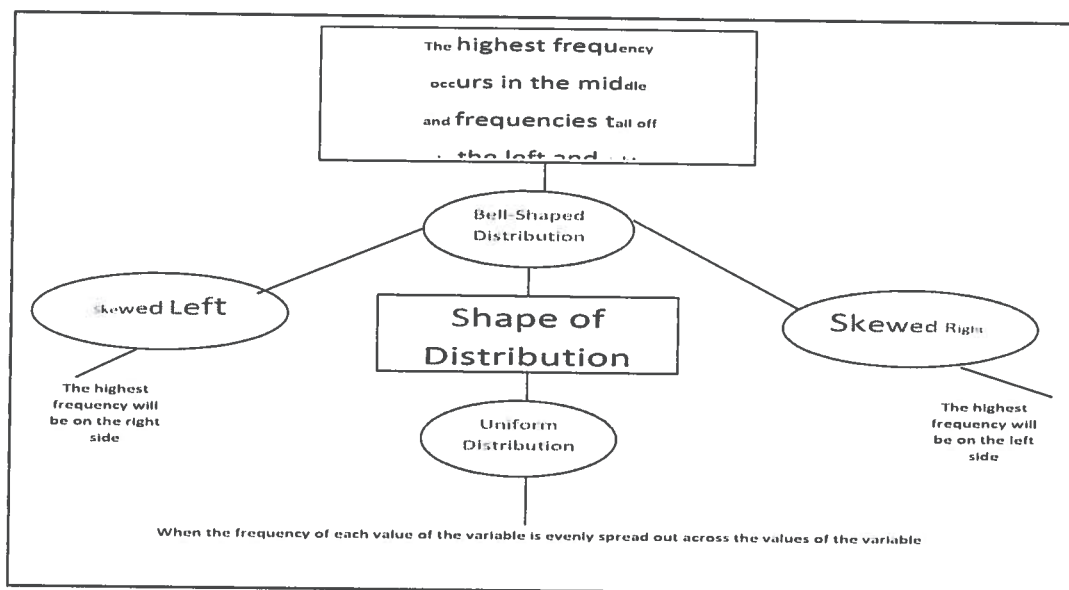 The highest frequency
occurs in the middle
and frequencies tail off
the left and
Bell-Shaped
Distribution
Skewed Left
Shape of
Distribution
Skewed Right
The highest
frequency will
be on the right
side
Uniform
Distribution
The highest
frequency will
be on the left
side
When the frequency of each value of the variable is evenly spread out across the values of the variable